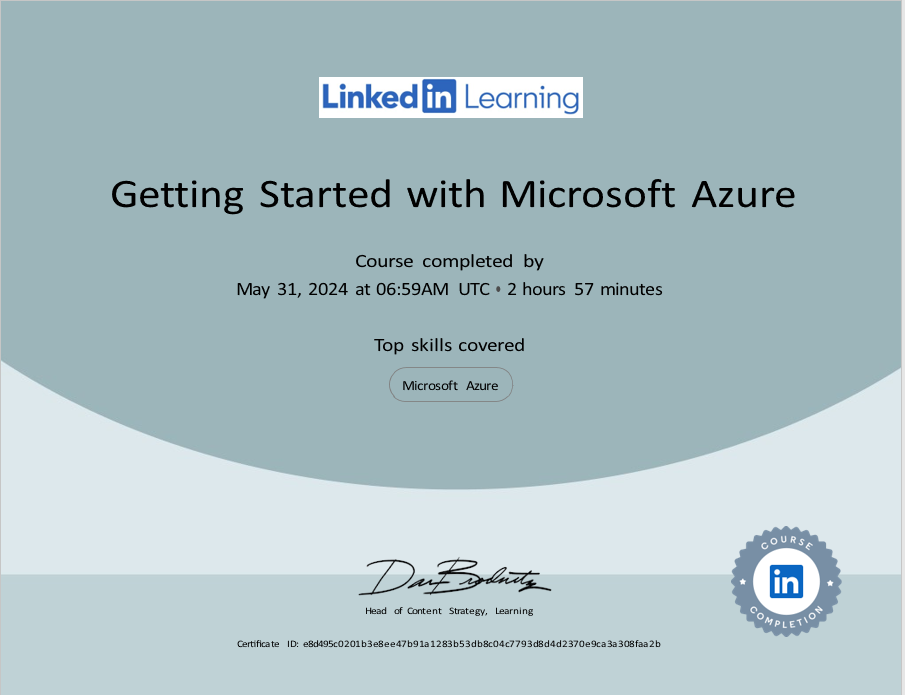 LinkedIn Learning
Getting Started with Microsoft Azure
Course completed by
May 31, 2024 at 06:59AM UTC • 2 hours 57 minutes
Top skills covered
Microsoft Azure
Dan Brodnitz
Head of Content Strategy, Learning
Certificate ID: e8d495c0201b3e8ee47b91a1283b53db8c04c7793d8d4d2370e9ca3a308faa2b
COURSE
in
COMPLETION